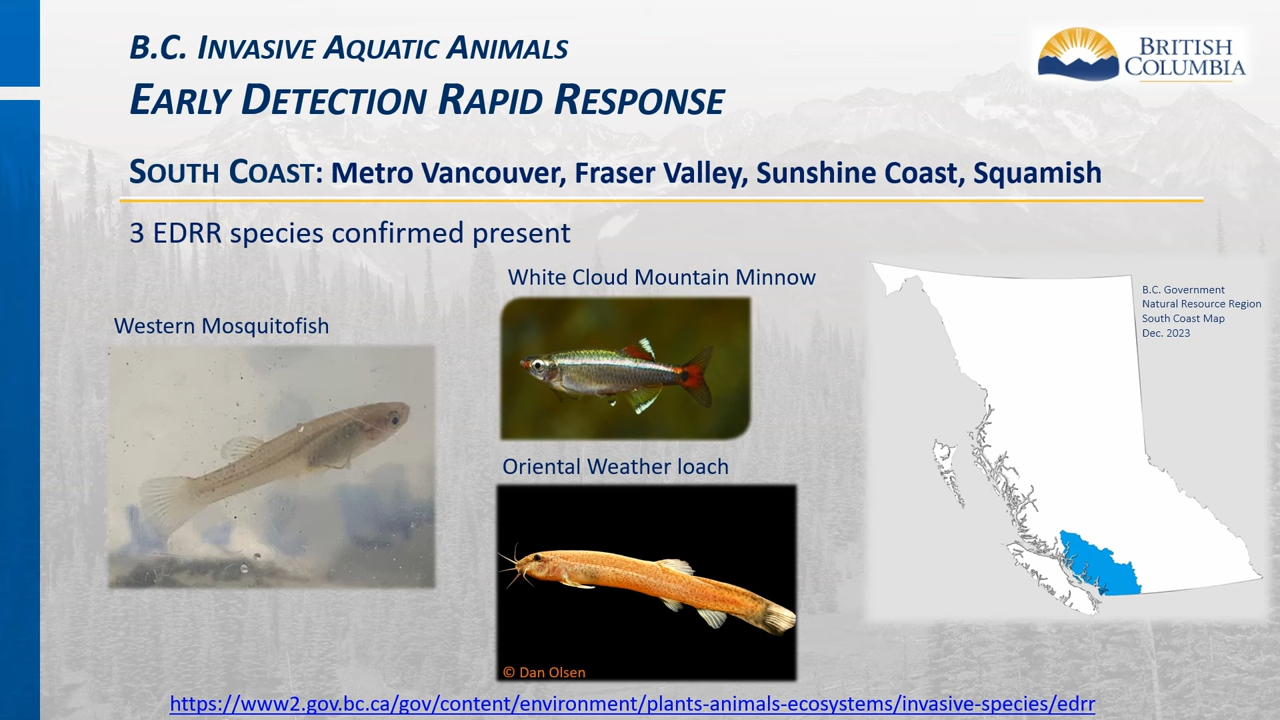 B.C. INVASIVE AQUATIC ANIMALS
EARLY DETECTION RAPID RESPONSE
BRITISH
COLUMBIA
SOUTH COAST: Metro Vancouver, Fraser Valley, Sunshine Coast, Squamish
3 EDRR species confirmed present
White Cloud Mountain Minnow
Western Mosquitofish
Oriental Weather loach
© Dan Olsen
B.C. Government
Natural Resource Region
South Coast Map
Dec. 2023
https://www2.gov.bc.ca/gov/content/environment/plants-animals-ecosystems/invasive-species/edrr